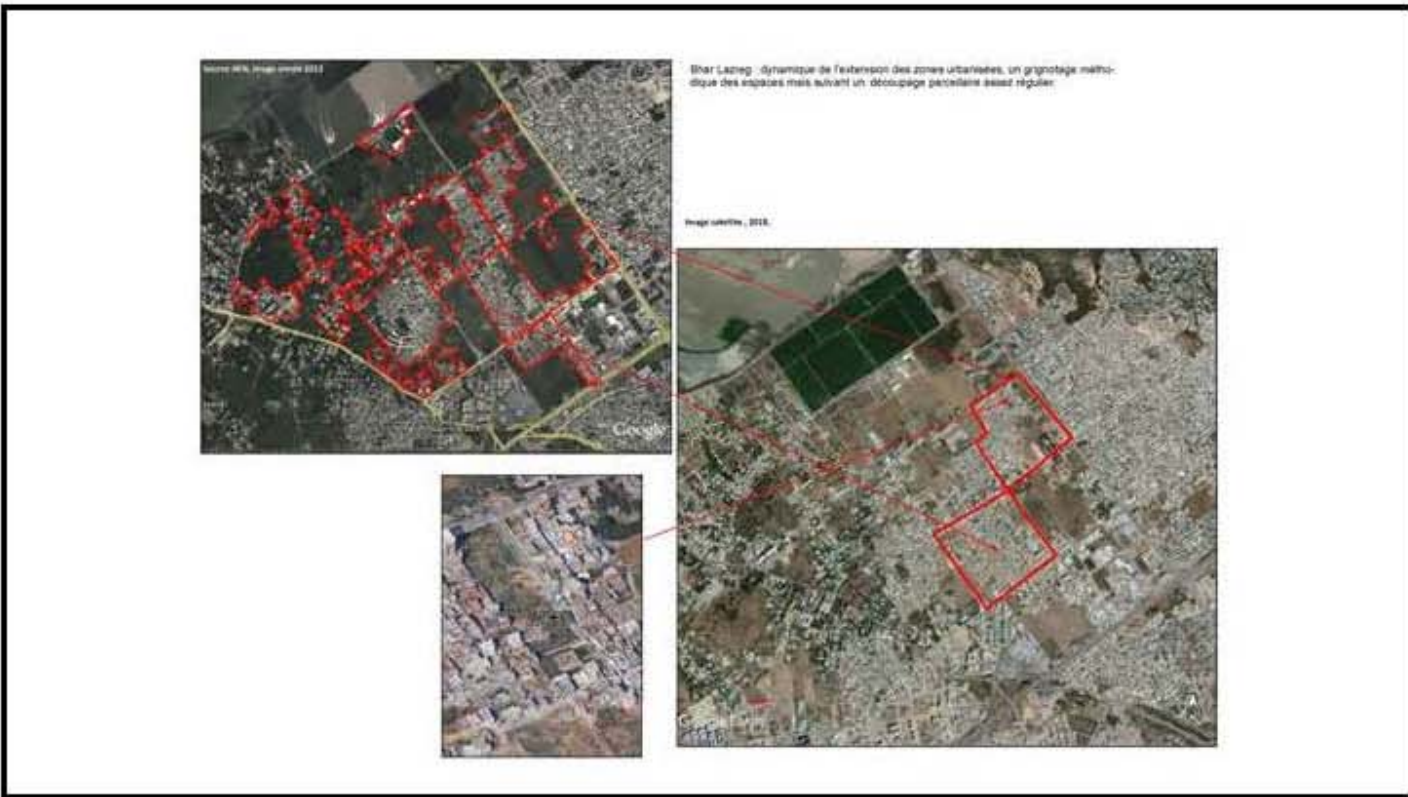 Bhar Lazreg : dynamique de l'extension des zones urbanisées, un grignotage métho-
dique des espaces mais suivant un découpage parcellaire assez régulier.
Image satellite , 2018.
Google